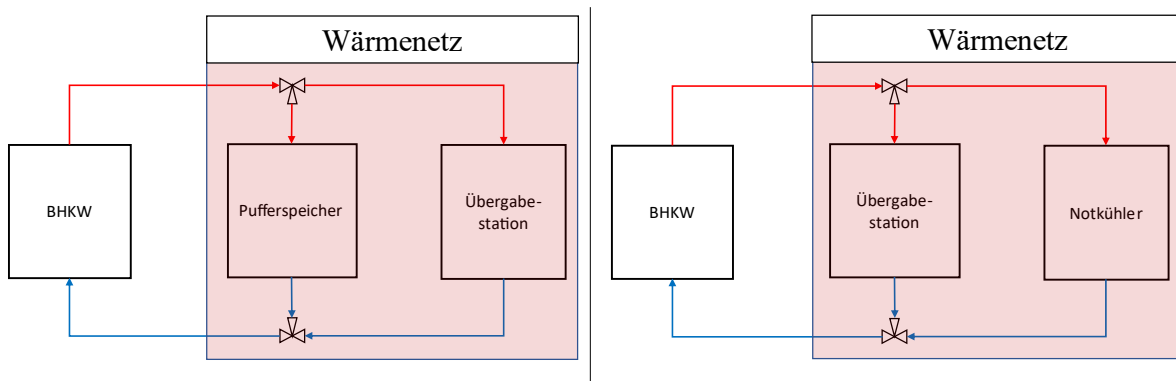 Wärmenetz
BHKW
Pufferspeicher
Übergabe-
station
Wärmenetz
BHKW
Übergabe-
station
Notkühler